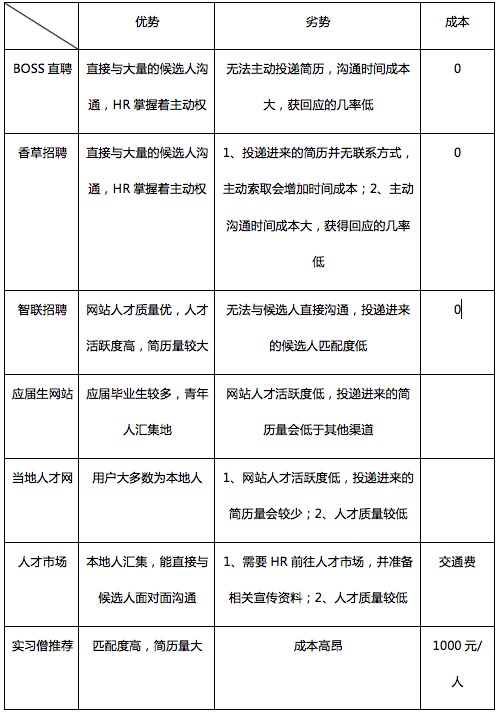 优势 劣势 成本
BOSS 直聘 直接与大量的候选人沟 无法主动投递简历，沟通时间成本 0
通，HR 掌握着主动权 大，获回应的几率低
香草招聘 直接与大量的候选人沟 1、投递进来的简历并无联系方式， 0
通，HR 掌握着主动权 主动索取会增加时间成本；2、主动
沟通时间成本大，获得回应的几率
低
智联招聘 网站人才质量优，人才 无法与候选人直接沟通，投递进来 0
活跃度高，简历量较大 的候选人匹配度低
应届生网站 应届毕业生较多，青年 网站人才活跃度低，投递进来的简
人汇集地 历量会低于其他渠道
当地人才网 用户大多数为本地人 1、网站人才活跃度低，投递进来的
简历量会较少；2、人才质量较低
人才市场 本地人汇集，能直接与 1、需要 HR 前往人才市场，并准备 交通费
候选人面对面沟通 相关宣传资料；2、人才质量较低
实习僧推荐 匹配度高，简历量大 成本高昂 1000 元/
人